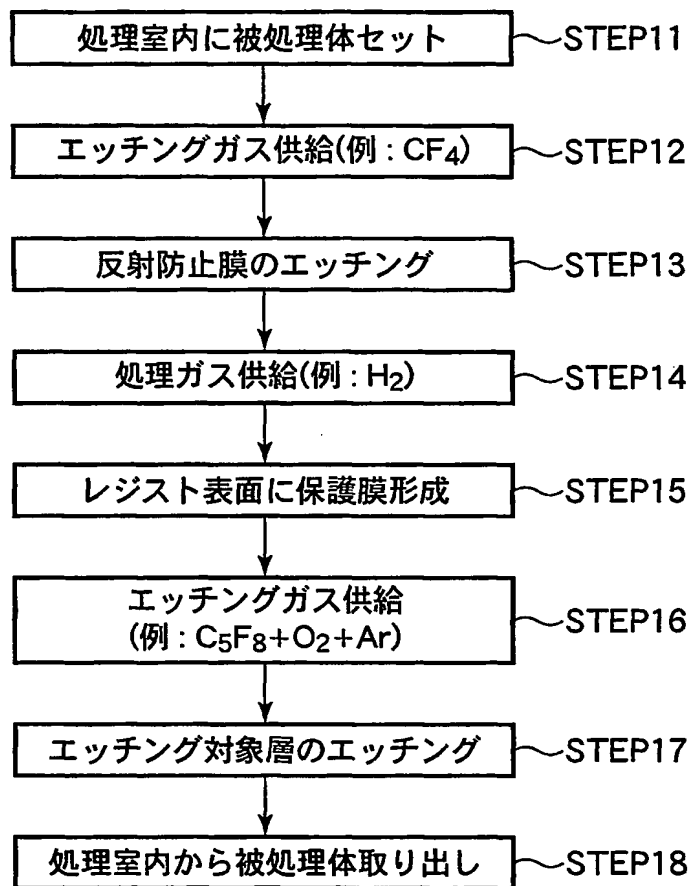 処理室内に被処理体セット STEP11
エッチングガス供給(例:CF4) STEP12
反射防止膜のエッチング STEP13
処理ガス供給(例:H2) STEP14
レジスト表面に保護膜形成 STEP15
エッチングガス供給
(例:C5F8+O2+Ar) STEP16
エッチング対象層のエッチング STEP17
処理室内から被処理体取り出し STEP18